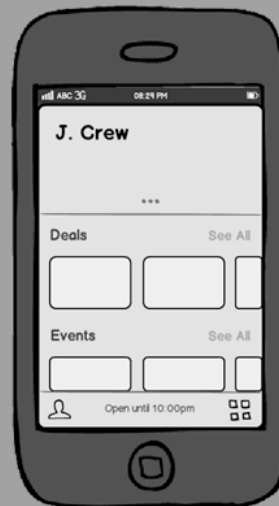 ABC 3G 08:29 PM
J. Crew
Deals See All
Events See All
Open until 10:00pm